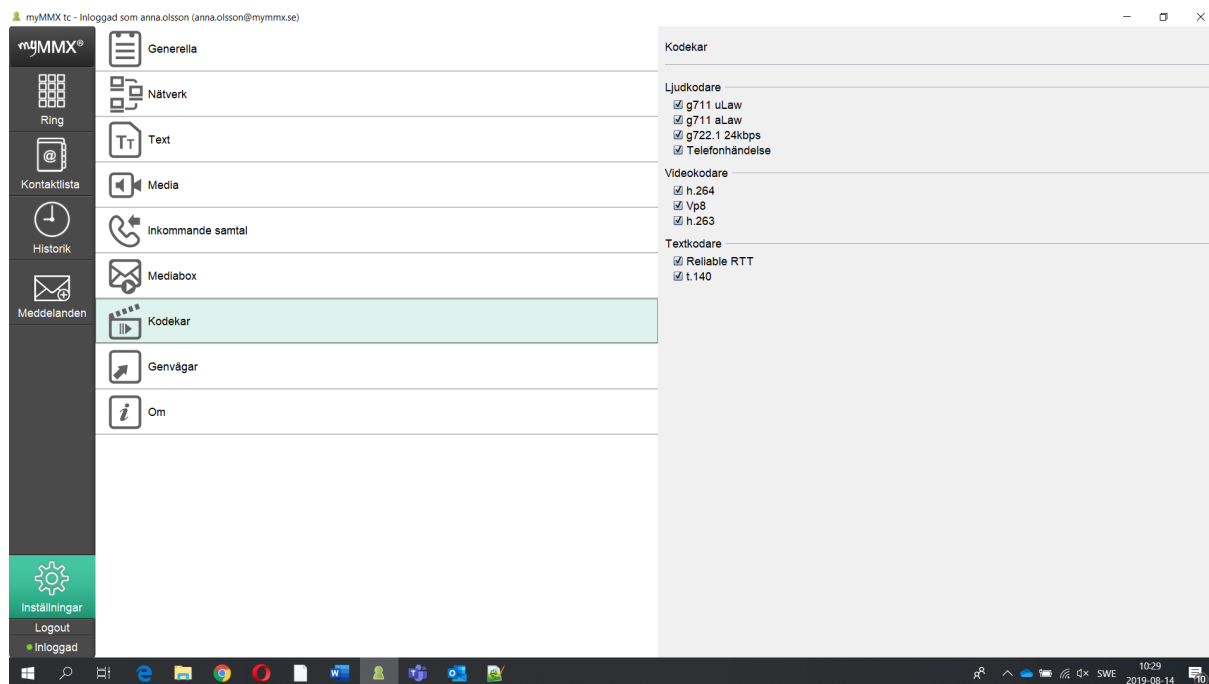 myMMX tc - Inloggad som anna.olsson (anna.olsson@mymmx.se)
myMMX®
Ring
Kontaktlista
Historik
Meddelanden
Inställningar
Logout
Inloggad
Generella
Nätverk
Text
Media
Inkommande samtal
Mediabox
Kodekar
Genvägar
Om
Kodekar
Ljudkodare
g711 uLaw
g711 aLaw
g722.1 24kbps
Telefonhändelse
Videokodare
h.264
Vp8
h.263
Textkodare
Reliable RTT
t.140
SWE
10:29
2019-08-14
10